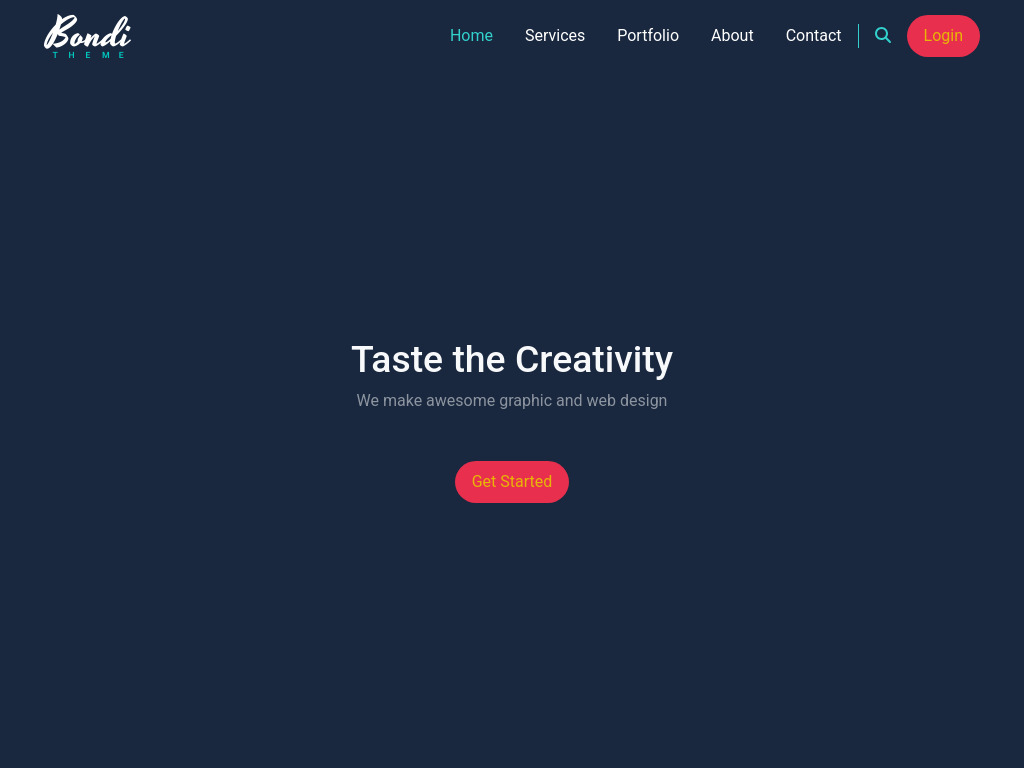 Bondi
THEME
Home Services Portfolio About Contact Login
Taste the Creativity
We make awesome graphic and web design
Get Started